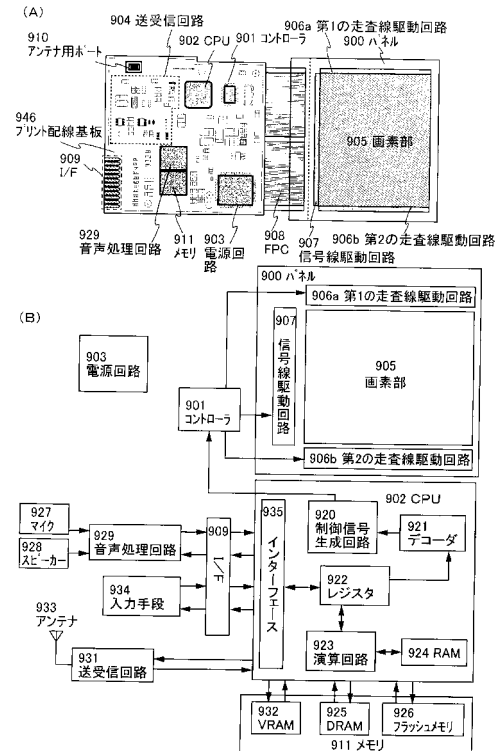 (A)
904 送受信回路
906a 第1の走査線駆動回路
910
アンテナ用ポート
902 CPU
901 コントローラ
900 パネル
946
プリント配線基板
909
I/F
905 画素部
929
音声処理回路
911
メモリ
903
電源回
路
908
FPC
907
信号線駆動回路
906b 第2の走査線駆動回路
(B)
900 パネル
906a 第1の走査線駆動回路
903
電源回路
907
信号線駆動回路
905
画素部
901
コントローラ
906b 第2の走査線駆動回路
902 CPU
927
マイク
928
スピーカー
929
音声処理回路
909
I/F
935
インターフェース
920
制御信号
生成回路
921
デコーダ
934
入力手段
922
レジスタ
933
アンテナ
923
演算回路
924 RAM
931
送受信回路
932
VRAM
925
DRAM
926
フラッシュメモリ
911 メモリ